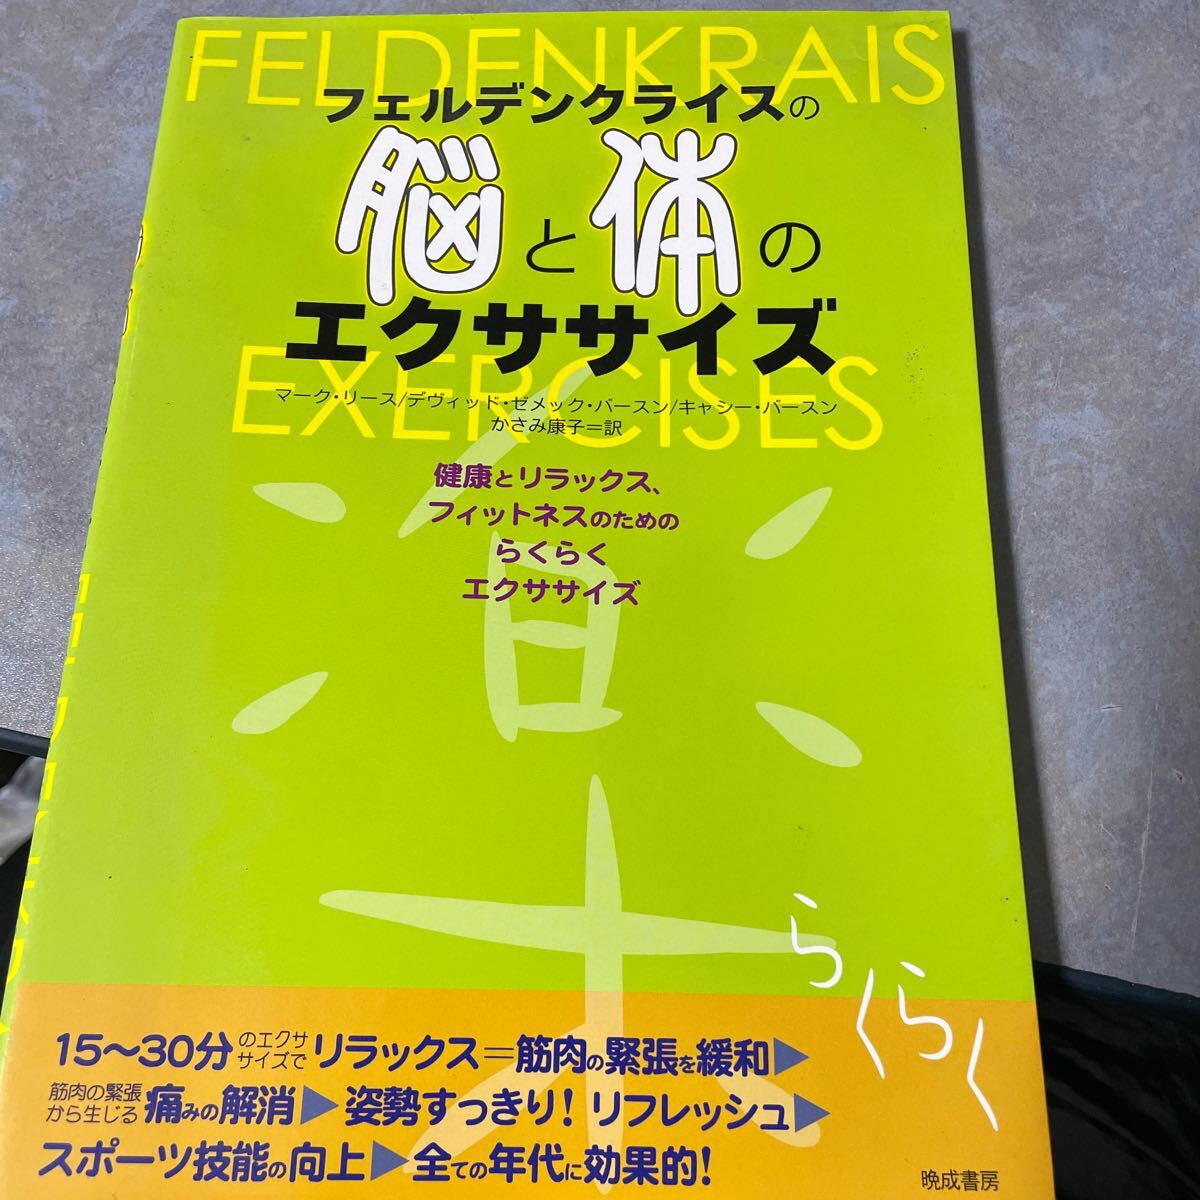 FELDENKRAIS
フェルデンクライスの
脳と体の
エクササイズ
EXERCISES
マーク・リース/デヴィッド・ゼメック・バースン/キャシー・バースン
かさみ康子=訳
健康とリラックス、
フィットネスのための
らくらく
エクササイズ
楽
らくらく
15〜30分のエクササイズでリラックス=筋肉の緊張を緩和▶
筋肉の緊張から生じる痛みの解消▶姿勢すっきり!リフレッシュ▶
スポーツ技能の向上▶全ての年代に効果的!
晩成書房